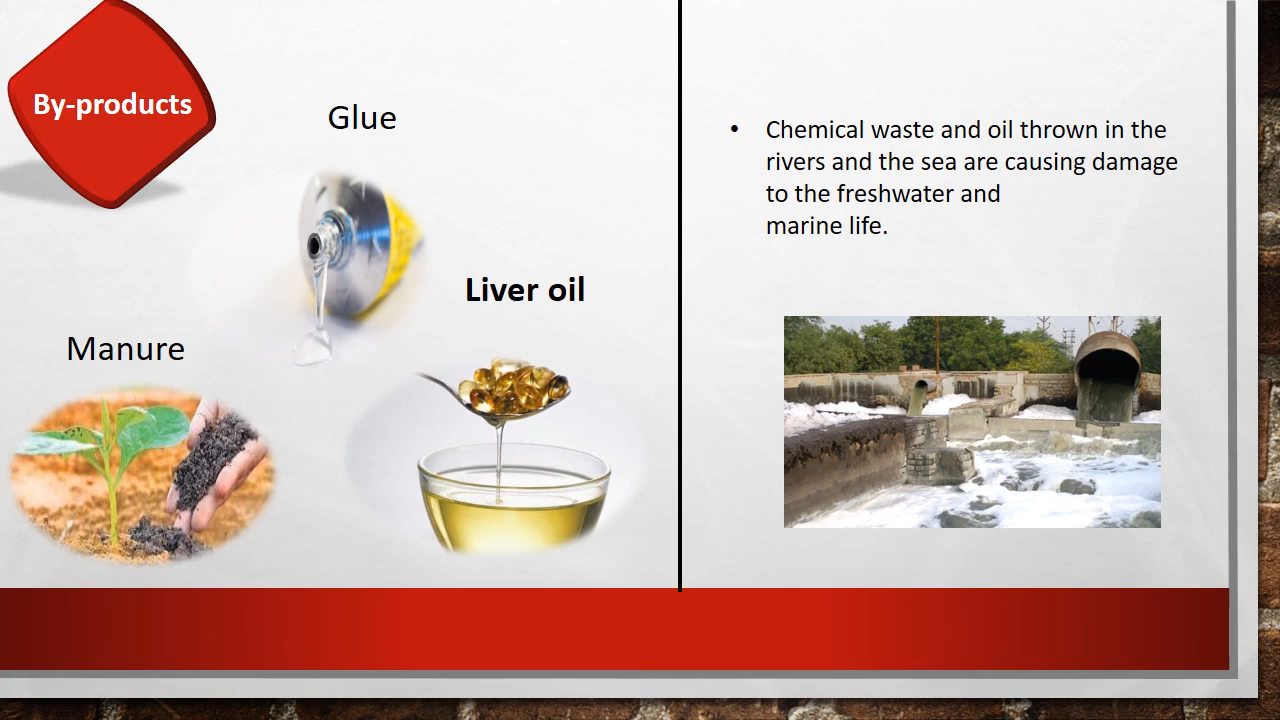 By-products
Glue
Liver oil
Manure
• Chemical waste and oil thrown in the
rivers and the sea are causing damage
to the freshwater and
marine life.